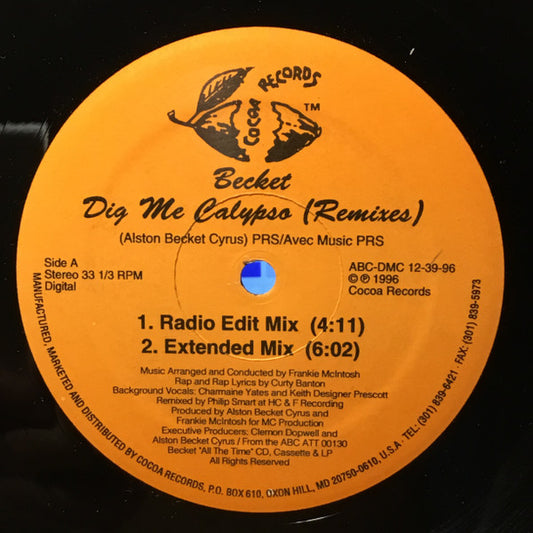 COCOA RECORDS
™
Becket
Dig Me Calypso (Remixes)
(Alston Becket Cyrus) PRS/Avec Music PRS
Side A
Stereo 33 1/3 RPM
Digital
ABC-DMC 12-39-96
© ℗ 1996
Cocoa Records
1. Radio Edit Mix (4:11)
2. Extended Mix (6:02)
Music Arranged and Conducted by Frankie McIntosh
Rap and Rap Lyrics by Curty Banton
Background Vocals: Charmaine Yates and Keith Designer Prescott
Remixed by Philip Smart at HC & F Recording
Produced by Alston Becket Cyrus and
Frankie McIntosh for MC Production
Executive Producers: Clemon Dopwell and
Alston Becket Cyrus / From the ABC ATT 00130
Becket "All The Time" CD, Cassette & LP
All Rights Reserved
MANUFACTURED, MARKETED AND DISTRIBUTED BY COCOA RECORDS, P.O. BOX 610, OXON HILL, MD 20750-0610, U.S.A · TEL: (301) 839-6421 FAX: (301) 839-5973